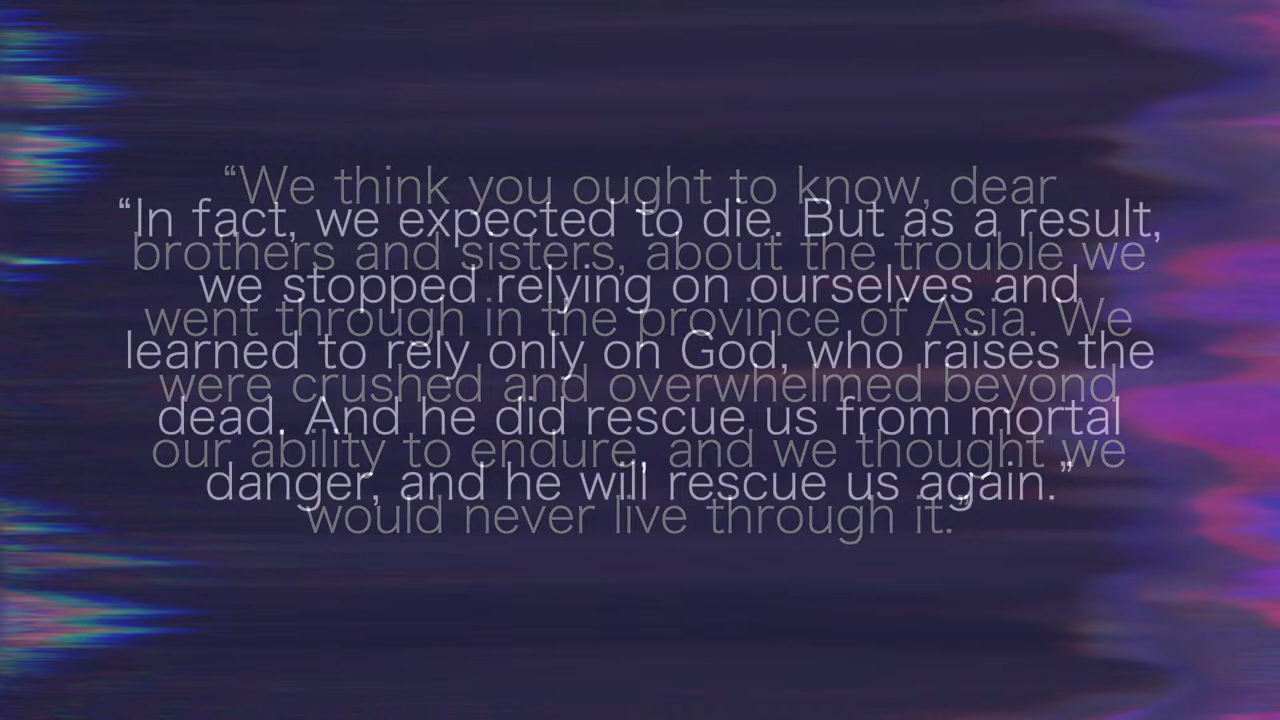 “We think you ought to know, dear
brothers and sisters, about the trouble we
went through in the province of Asia. We
were crushed and overwhelmed beyond
our ability to endure, and we thought we
would never live through it.”
“In fact, we expected to die. But as a result,
we stopped relying on ourselves and
learned to rely only on God, who raises the
dead. And he did rescue us from mortal
danger, and he will rescue us again.”